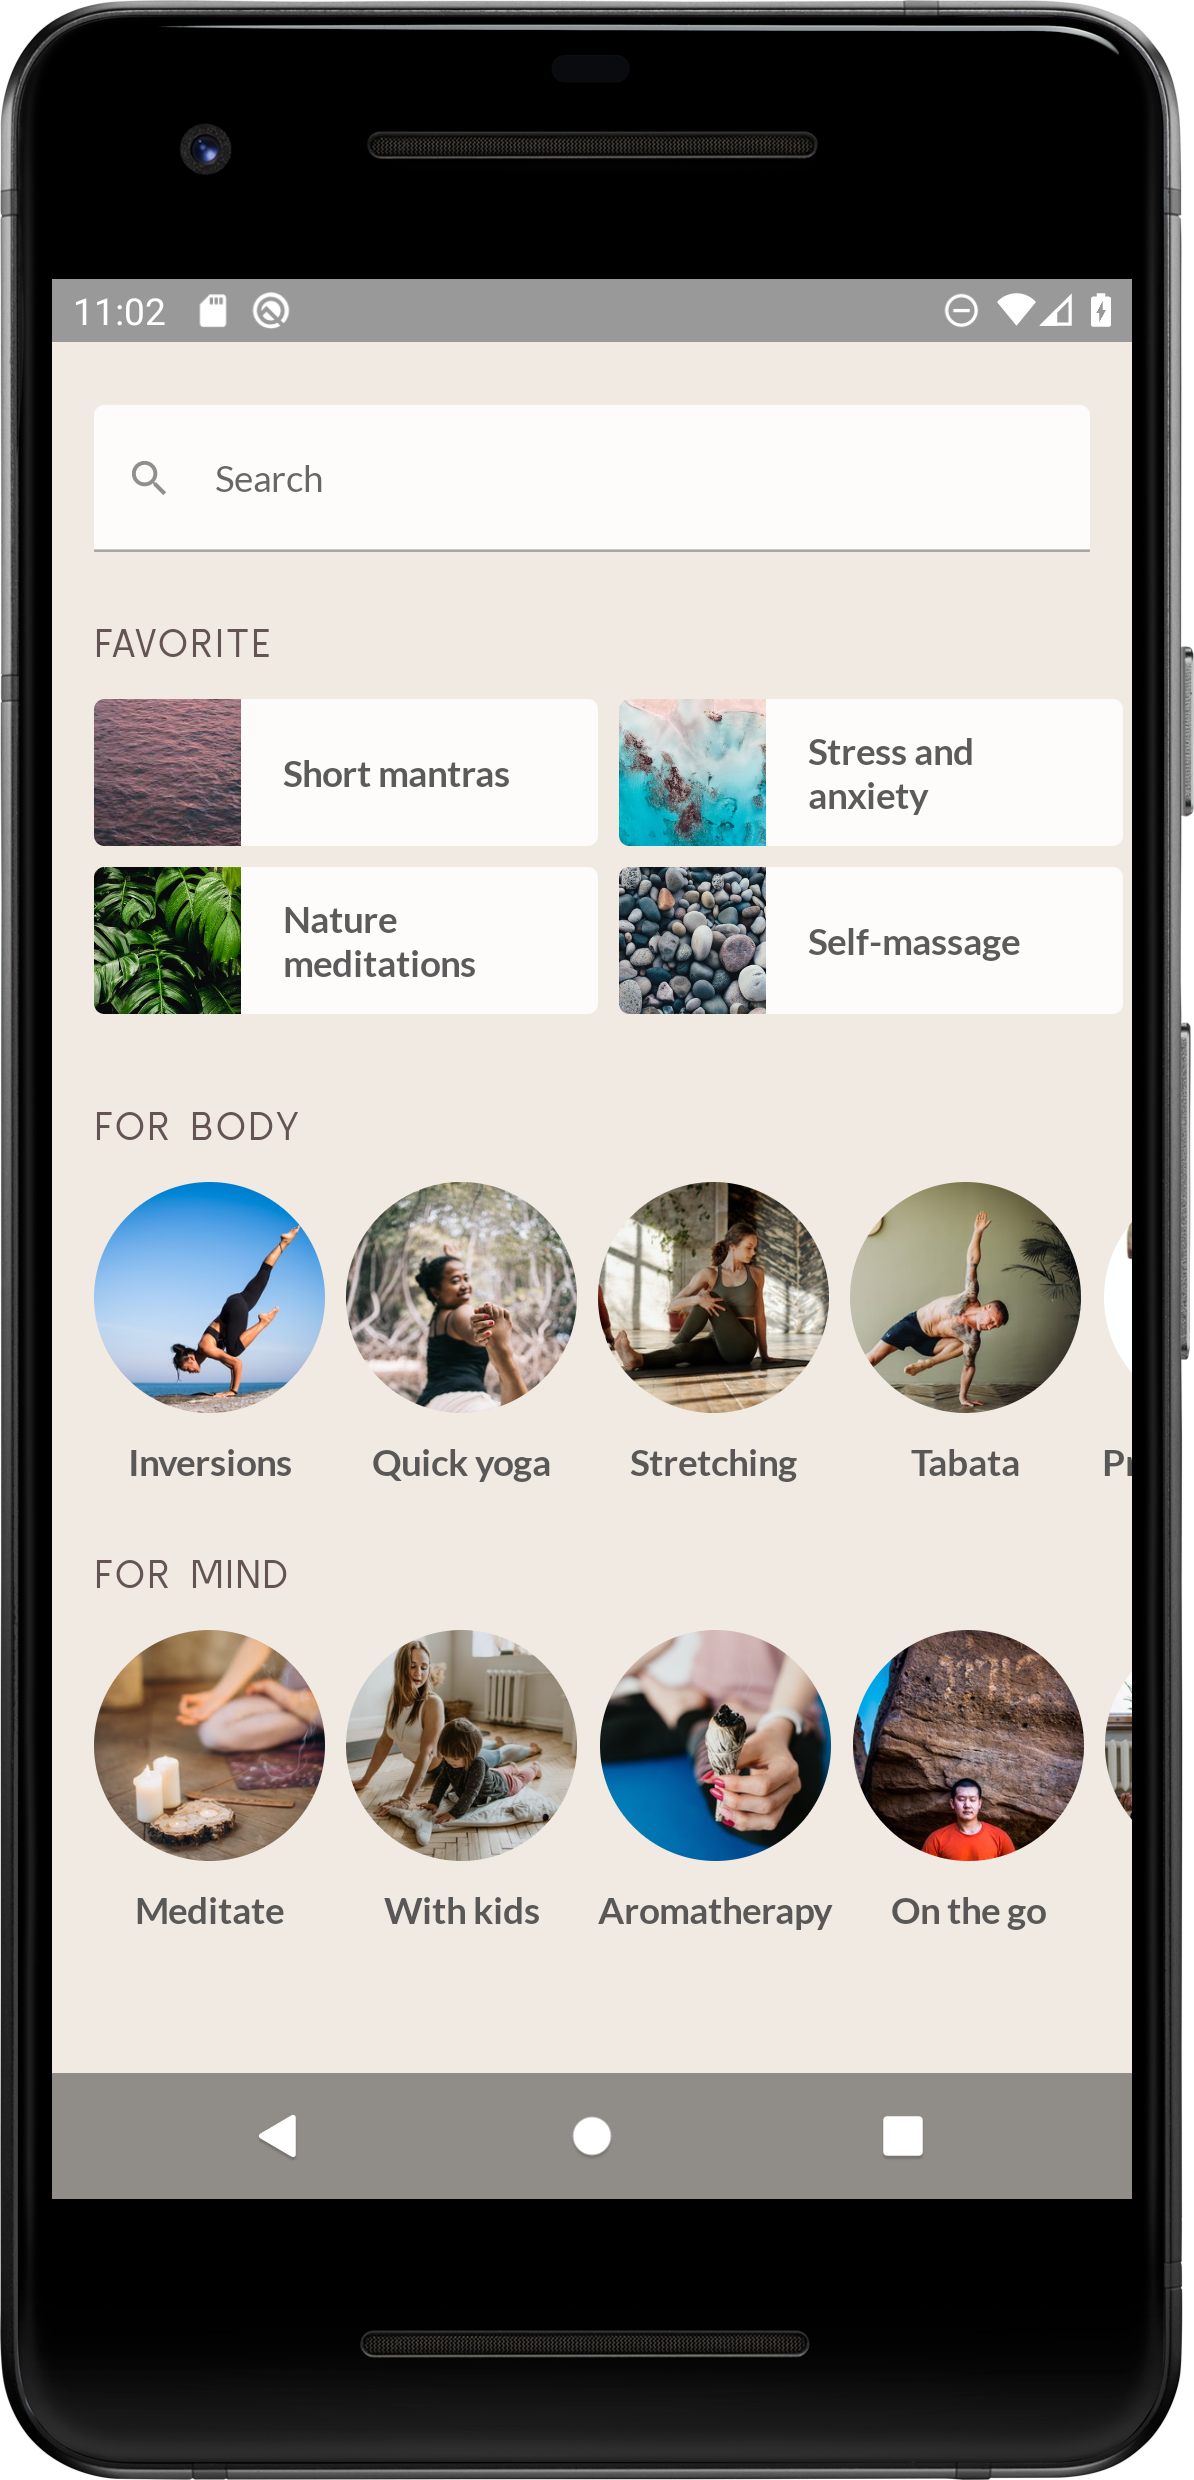 11:02
Search
FAVORITE
Short mantras
Stress and
anxiety
Nature
meditations
Self-massage
FOR BODY
Inversions
Quick yoga
Stretching
Tabata
FOR MIND
Meditate
With kids
Aromatherapy
On the go